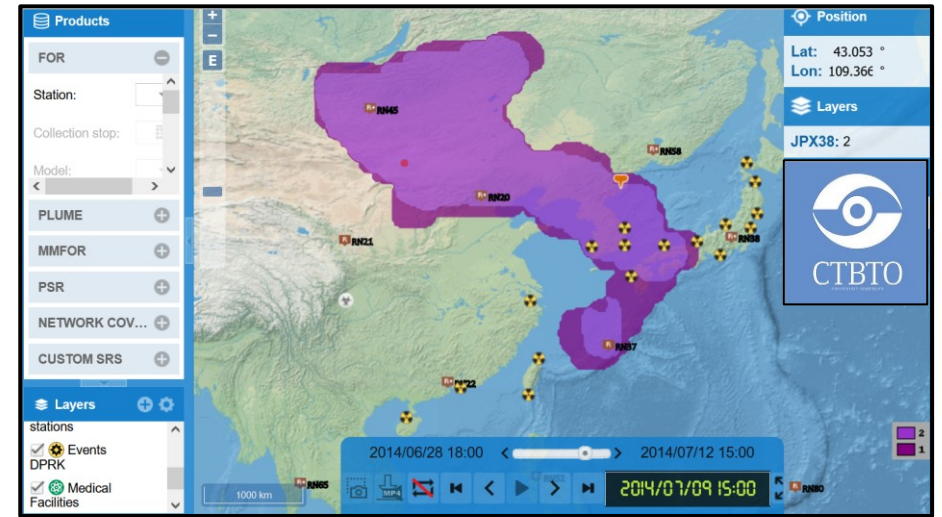 Products
FOR
Station:
Collection stop:
Model:
PLUME
MMFOR
PSR
NETWORK COV...
CUSTOM SRS
Layers
stations
Events
DPRK
Medical
Facilities
+
−
E
RN45
RN58
RN20
RN21
RN38
RN37
RN65
RN80
1000 km
2014/06/28 18:00
2014/07/12 15:00
MP4
2014/07/09 15:00
Position
Lat: 43.053 °
Lon: 109.366 °
Layers
JPX38: 2
CTBTO
2
1